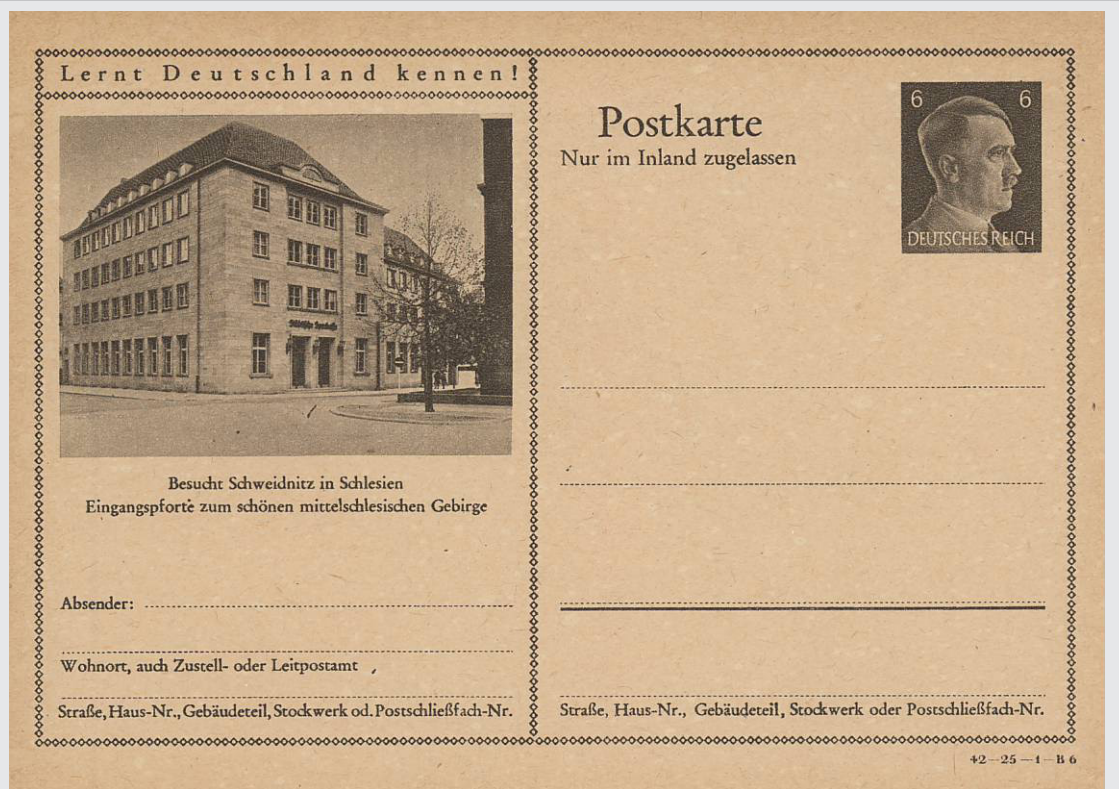 Lernt Deutschland kennen!
Besucht Schweidnitz in Schlesien
Eingangspforte zum schönen mittelschlesischen Gebirge
Absender:
Wohnort, auch Zustell- oder Leitpostamt
Straße, Haus-Nr., Gebäudeteil, Stockwerk od. Postschließfach-Nr.
Postkarte
Nur im Inland zugelassen
6 6
DEUTSCHES REICH
Straße, Haus-Nr., Gebäudeteil, Stockwerk oder Postschließfach-Nr.
42—25—1—B 6